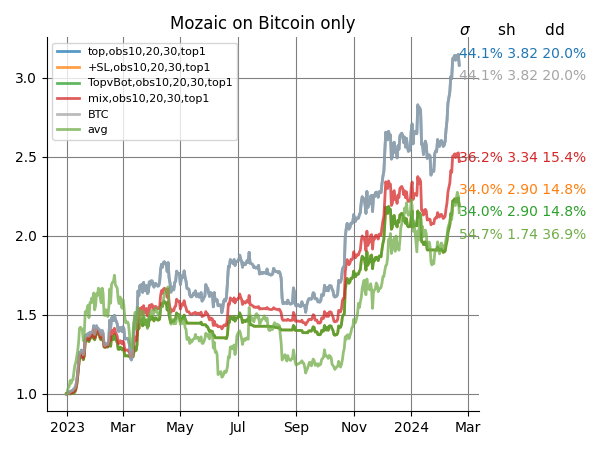 Mozaic on Bitcoin only
σ sh dd
top,obs10,20,30,top1
+SL,obs10,20,30,top1
TopvBot,obs10,20,30,top1
mix,obs10,20,30,top1
BTC
avg
44.1% 3.82 20.0%
44.1% 3.82 20.0%
36.2% 3.34 15.4%
34.0% 2.90 14.8%
34.0% 2.90 14.8%
54.7% 1.74 36.9%
3.0
2.5
2.0
1.5
1.0
2023 Mar May Jul Sep Nov 2024 Mar